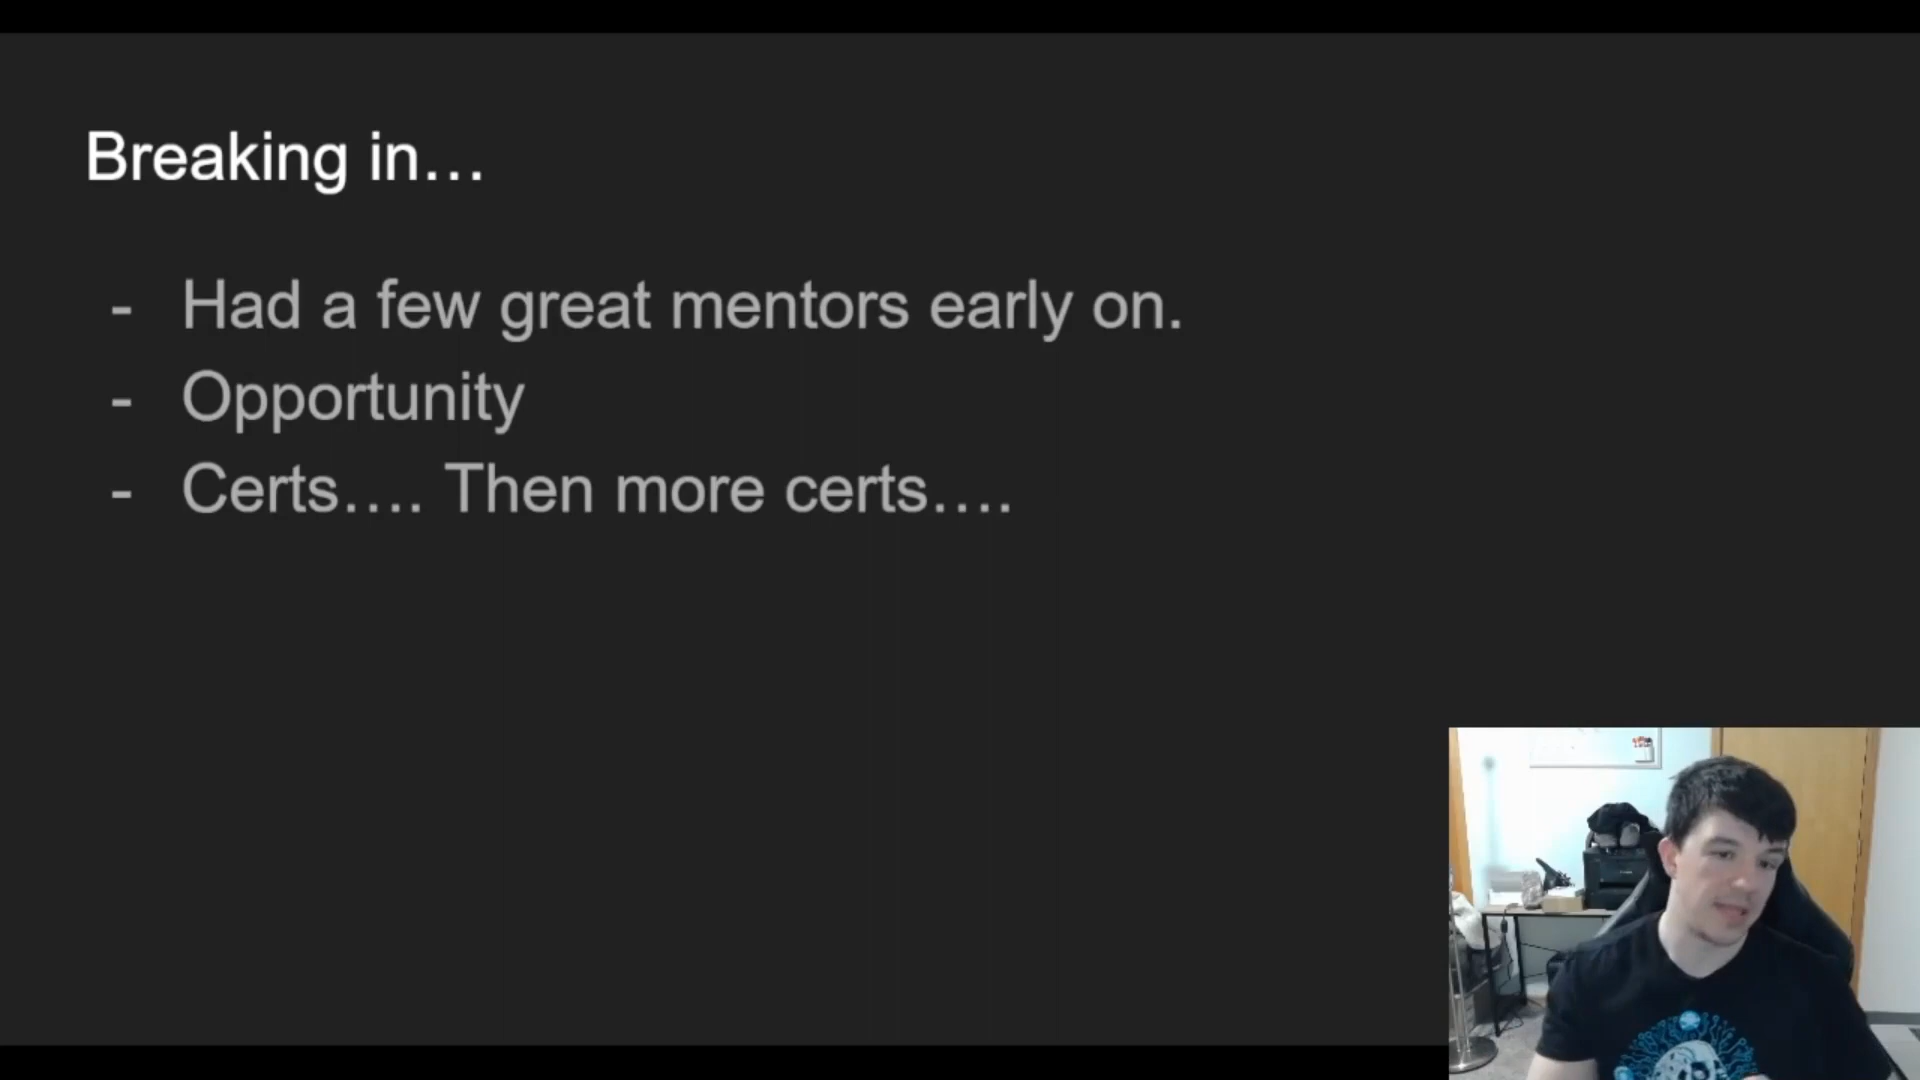 Breaking in…
- Had a few great mentors early on.
- Opportunity
- Certs…. Then more certs….